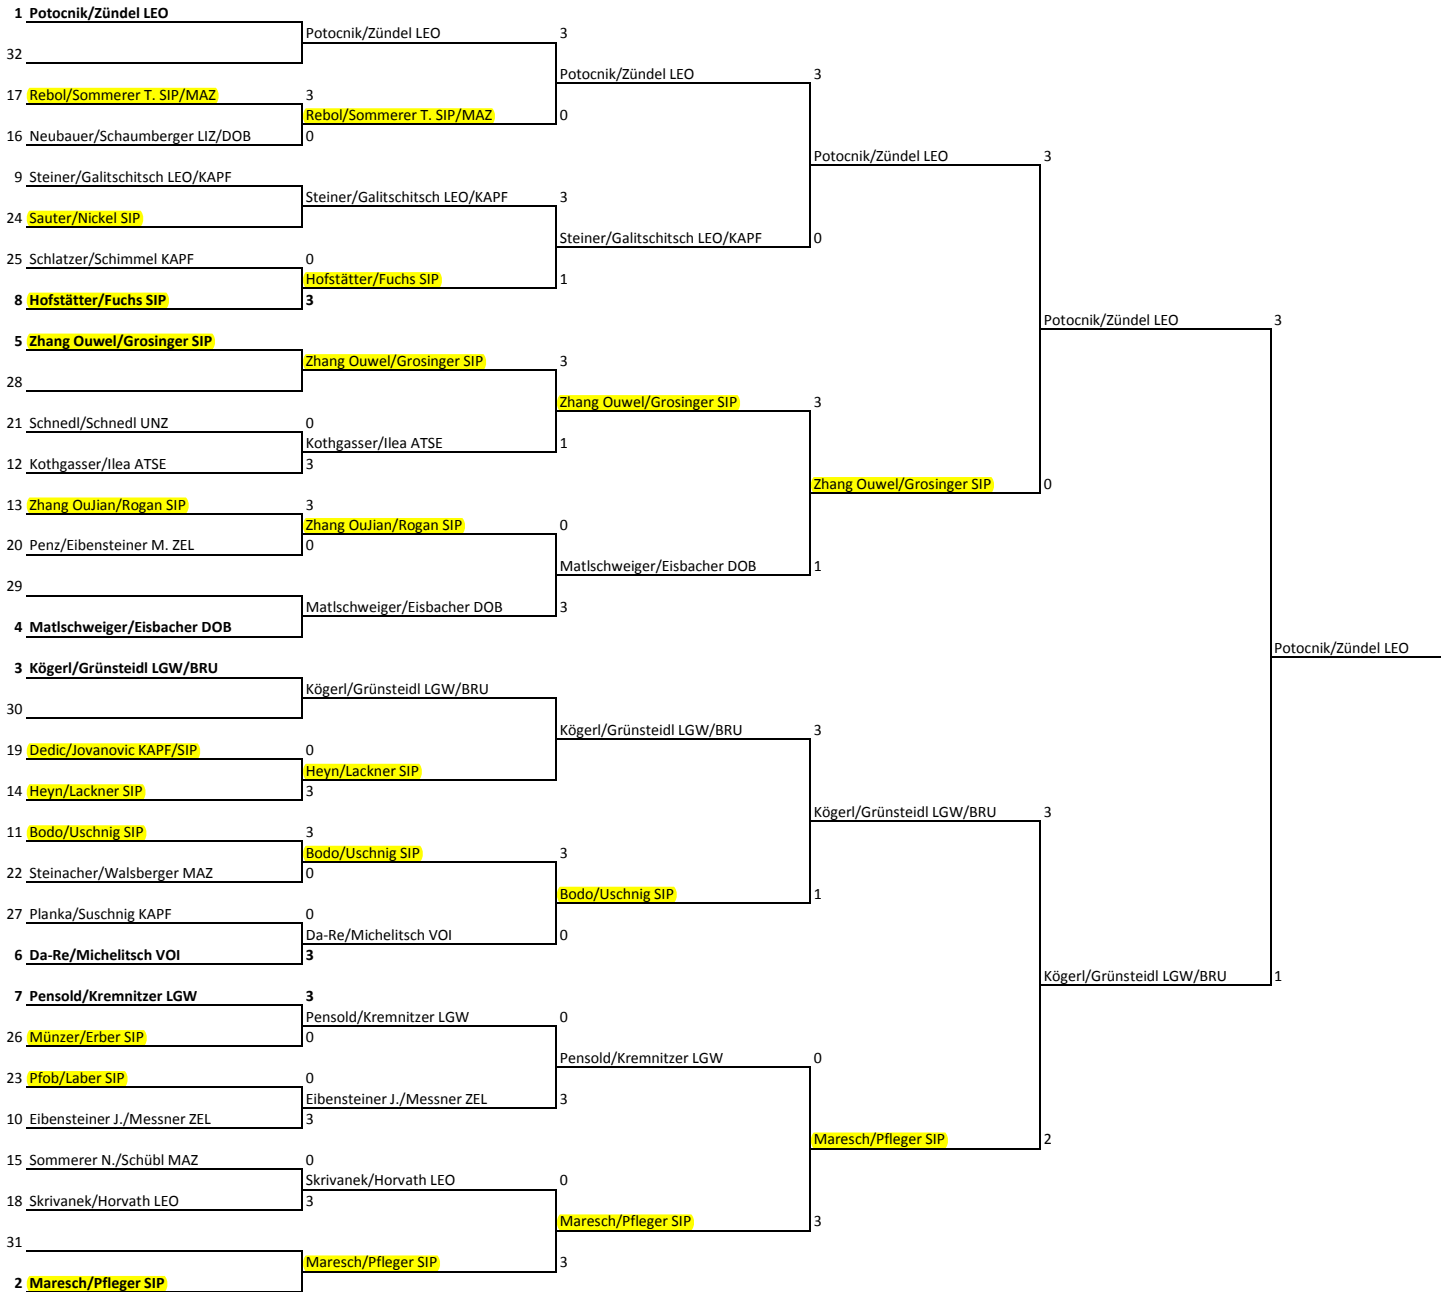 1 Potocnik/Zündel LEO
Potocnik/Zündel LEO 3
32
Potocnik/Zündel LEO 3
17 Rebol/Sommerer T. SIP/MAZ 3
Rebol/Sommerer T. SIP/MAZ 0
16 Neubauer/Schaumberger LIZ/DOB 0
Potocnik/Zündel LEO 3
9 Steiner/Galitschitsch LEO/KAPF
Steiner/Galitschitsch LEO/KAPF 3
24 Sauter/Nickel SIP
Steiner/Galitschitsch LEO/KAPF 0
25 Schlatzer/Schimmel KAPF 0
Hofstätter/Fuchs SIP 1
8 Hofstätter/Fuchs SIP 3
Potocnik/Zündel LEO 3
5 Zhang Ouwel/Grosinger SIP
Zhang Ouwel/Grosinger SIP 3
28
Zhang Ouwel/Grosinger SIP 3
21 Schnedl/Schnedl UNZ 0
Kothgasser/Ilea ATSE 1
12 Kothgasser/Ilea ATSE 3
Zhang Ouwel/Grosinger SIP 0
13 Zhang OuJian/Rogan SIP 3
Zhang OuJian/Rogan SIP 0
20 Penz/Eibensteiner M. ZEL 0
Matlschweiger/Eisbacher DOB 1
29
Matlschweiger/Eisbacher DOB 3
4 Matlschweiger/Eisbacher DOB
Potocnik/Zündel LEO
3 Kögerl/Grünsteidl LGW/BRU
Kögerl/Grünsteidl LGW/BRU
30
Kögerl/Grünsteidl LGW/BRU 3
19 Dedic/Jovanovic KAPF/SIP 0
Heyn/Lackner SIP
14 Heyn/Lackner SIP 3
Kögerl/Grünsteidl LGW/BRU 3
11 Bodo/Uschnig SIP 3
Bodo/Uschnig SIP 3
22 Steinacher/Walsberger MAZ 0
Bodo/Uschnig SIP 1
27 Planka/Suschnig KAPF 0
Da-Re/Michelitsch VOI 0
6 Da-Re/Michelitsch VOI 3
Kögerl/Grünsteidl LGW/BRU 1
7 Pensold/Kremnitzer LGW 3
Pensold/Kremnitzer LGW 0
26 Münzer/Erber SIP 0
Pensold/Kremnitzer LGW 0
23 Pfob/Laber SIP 0
Eibensteiner J./Messner ZEL 3
10 Eibensteiner J./Messner ZEL 3
Maresch/Pfleger SIP 2
15 Sommerer N./Schübl MAZ 0
Skrivanek/Horvath LEO 0
18 Skrivanek/Horvath LEO 3
Maresch/Pfleger SIP 3
31
Maresch/Pfleger SIP 3
2 Maresch/Pfleger SIP